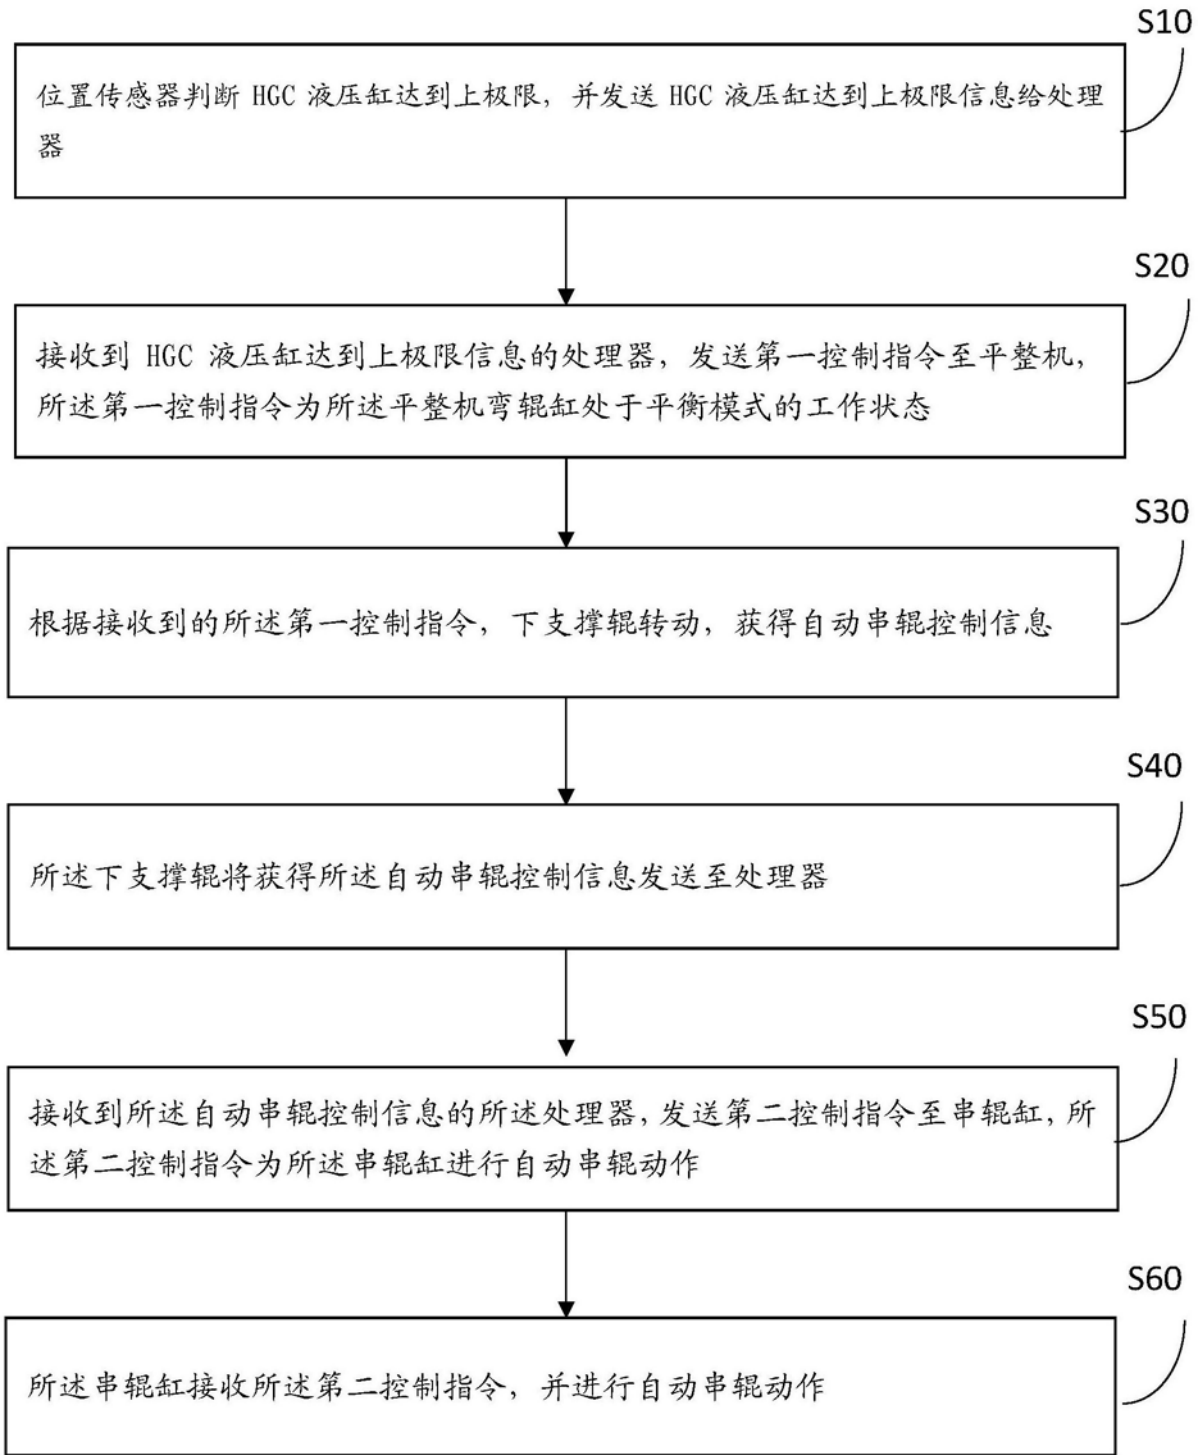 S10
位置传感器判断 HGC 液压缸达到上极限，并发送 HGC 液压缸达到上极限信息给处理
器
S20
接收到 HGC 液压缸达到上极限信息的处理器，发送第一控制指令至平整机，
所述第一控制指令为所述平整机弯辊缸处于平衡模式的工作状态
S30
根据接收到的所述第一控制指令，下支撑辊转动，获得自动串辊控制信息
S40
所述下支撑辊将获得所述自动串辊控制信息发送至处理器
S50
接收到所述自动串辊控制信息的所述处理器，发送第二控制指令至串辊缸，所
述第二控制指令为所述串辊缸进行自动串辊动作
S60
所述串辊缸接收所述第二控制指令，并进行自动串辊动作